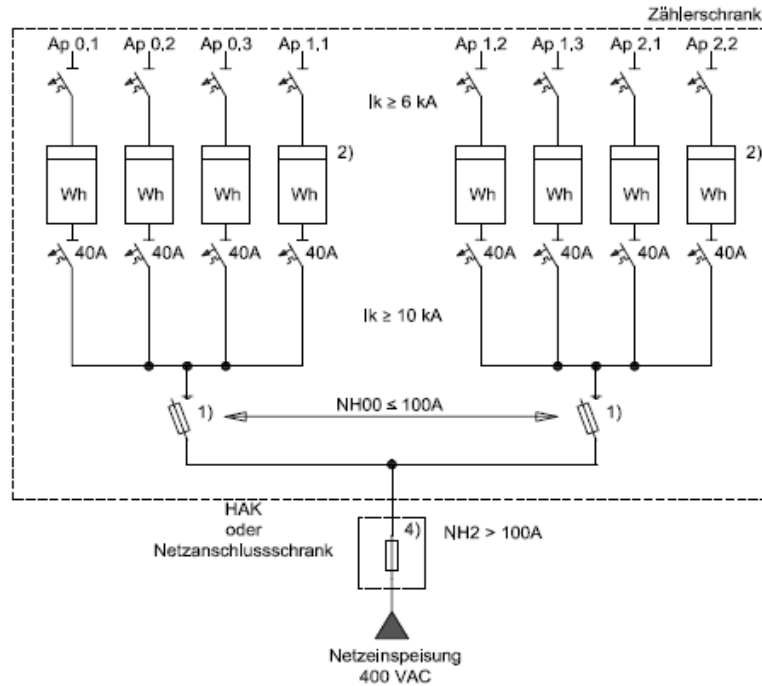 Zählerschrank
Ap 0,1 Ap 0,2 Ap 0,3 Ap 1,1 Ap 1,2 Ap 1,3 Ap 2,1 Ap 2,2
Ik ≥ 6 kA
2) 2)
Wh Wh Wh Wh Wh Wh Wh Wh
40A 40A 40A 40A 40A 40A 40A 40A
Ik ≥ 10 kA
1) NH00 ≤ 100A 1)
HAK
oder
Netzanschlussschrank
4) NH2 > 100A
Netzeinspeisung
400 VAC